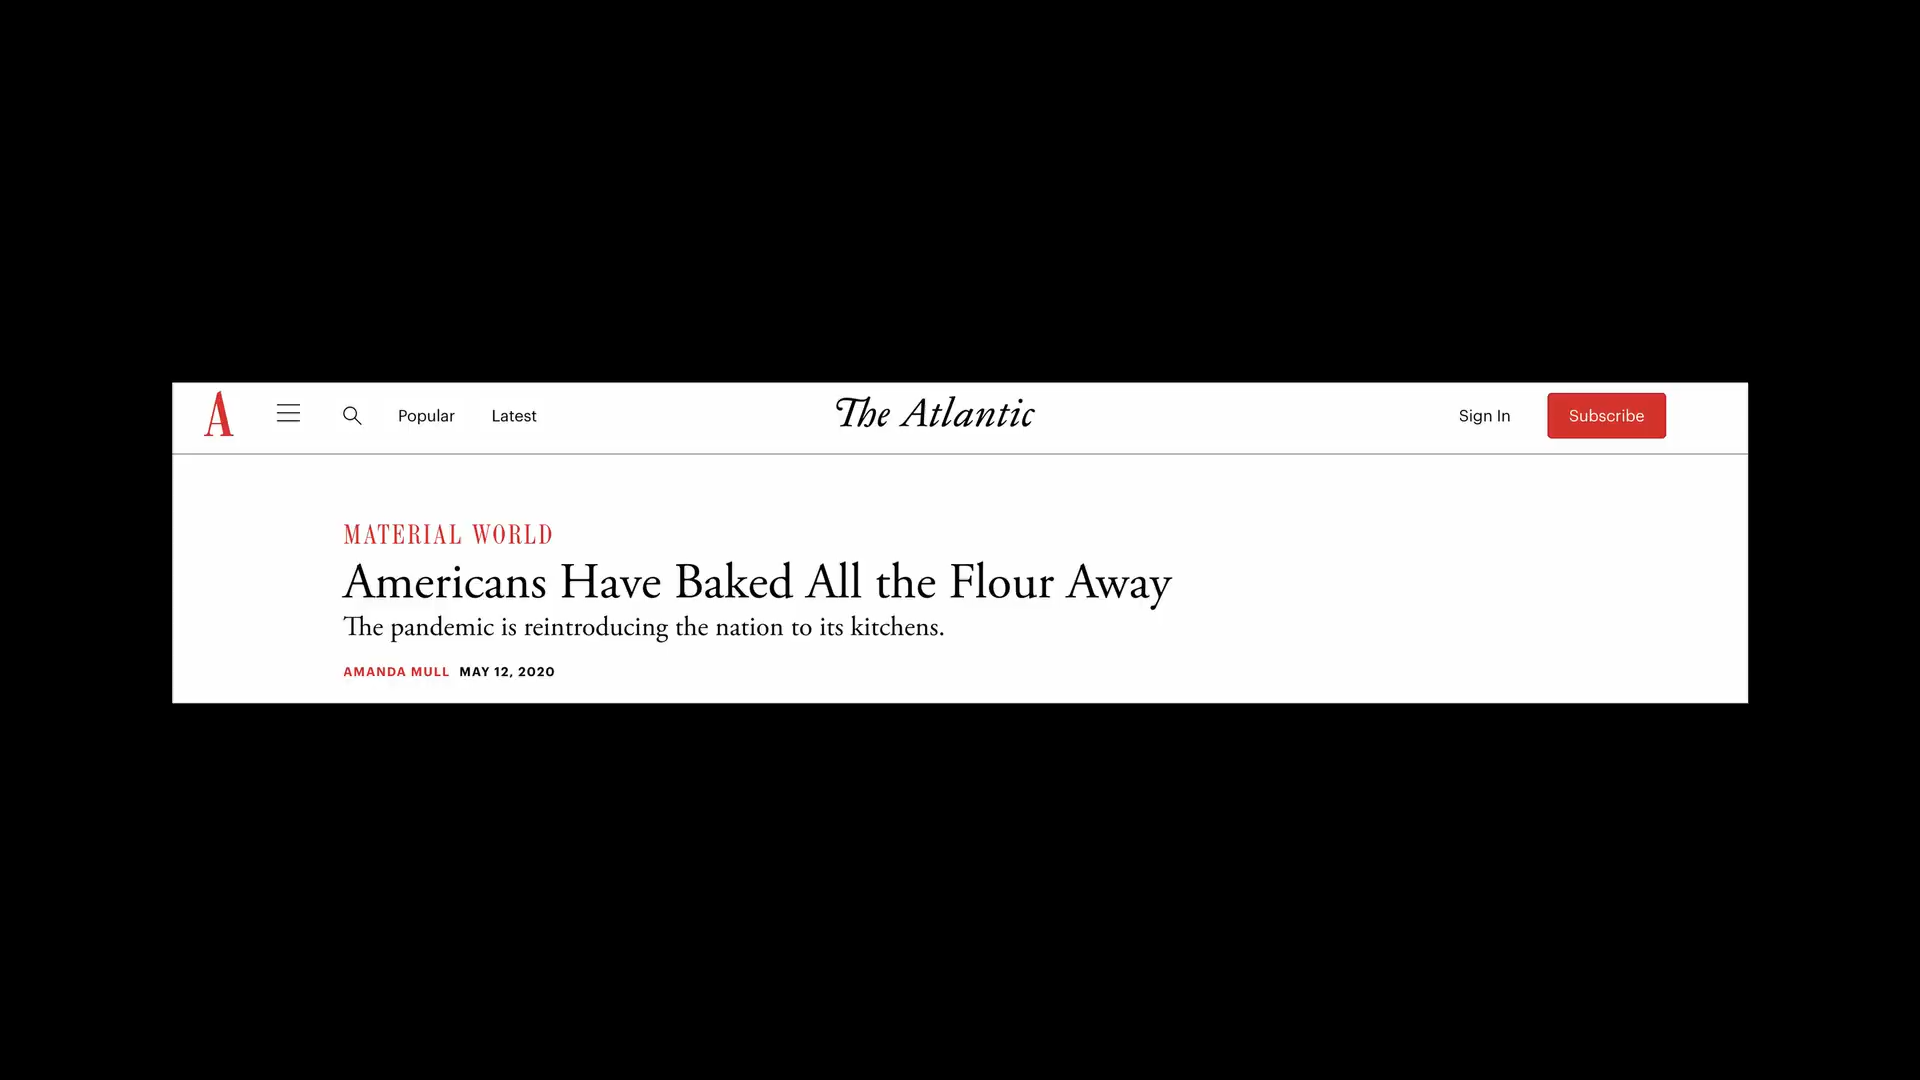 A Popular Latest The Atlantic Sign In Subscribe
MATERIAL WORLD
Americans Have Baked All the Flour Away
The pandemic is reintroducing the nation to its kitchens.
AMANDA MULL MAY 12, 2020